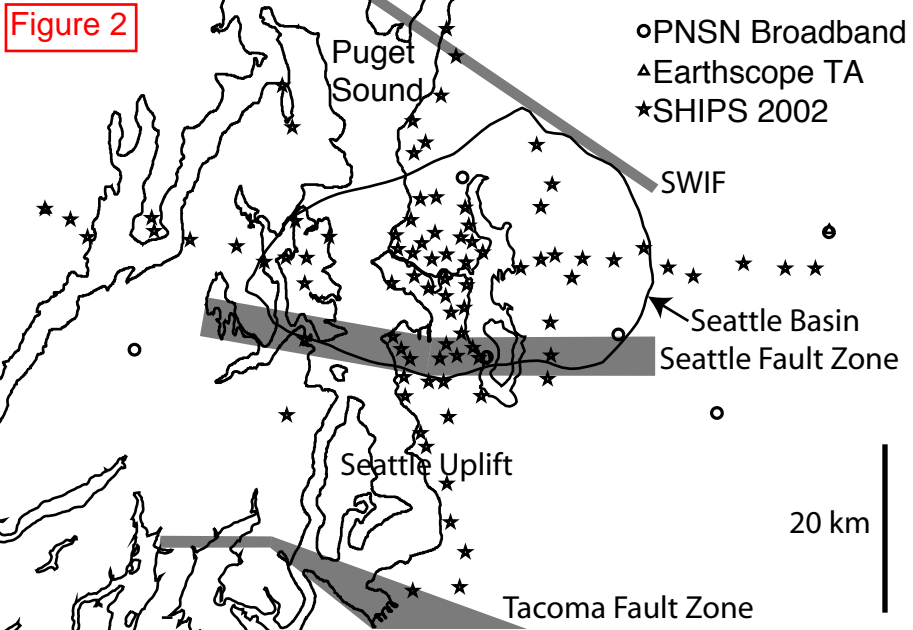 Figure 2
Puget
Sound
PNSN Broadband
Earthscope TA
SHIPS 2002
SWIF
Seattle Basin
Seattle Fault Zone
Seattle Uplift
20 km
Tacoma Fault Zone